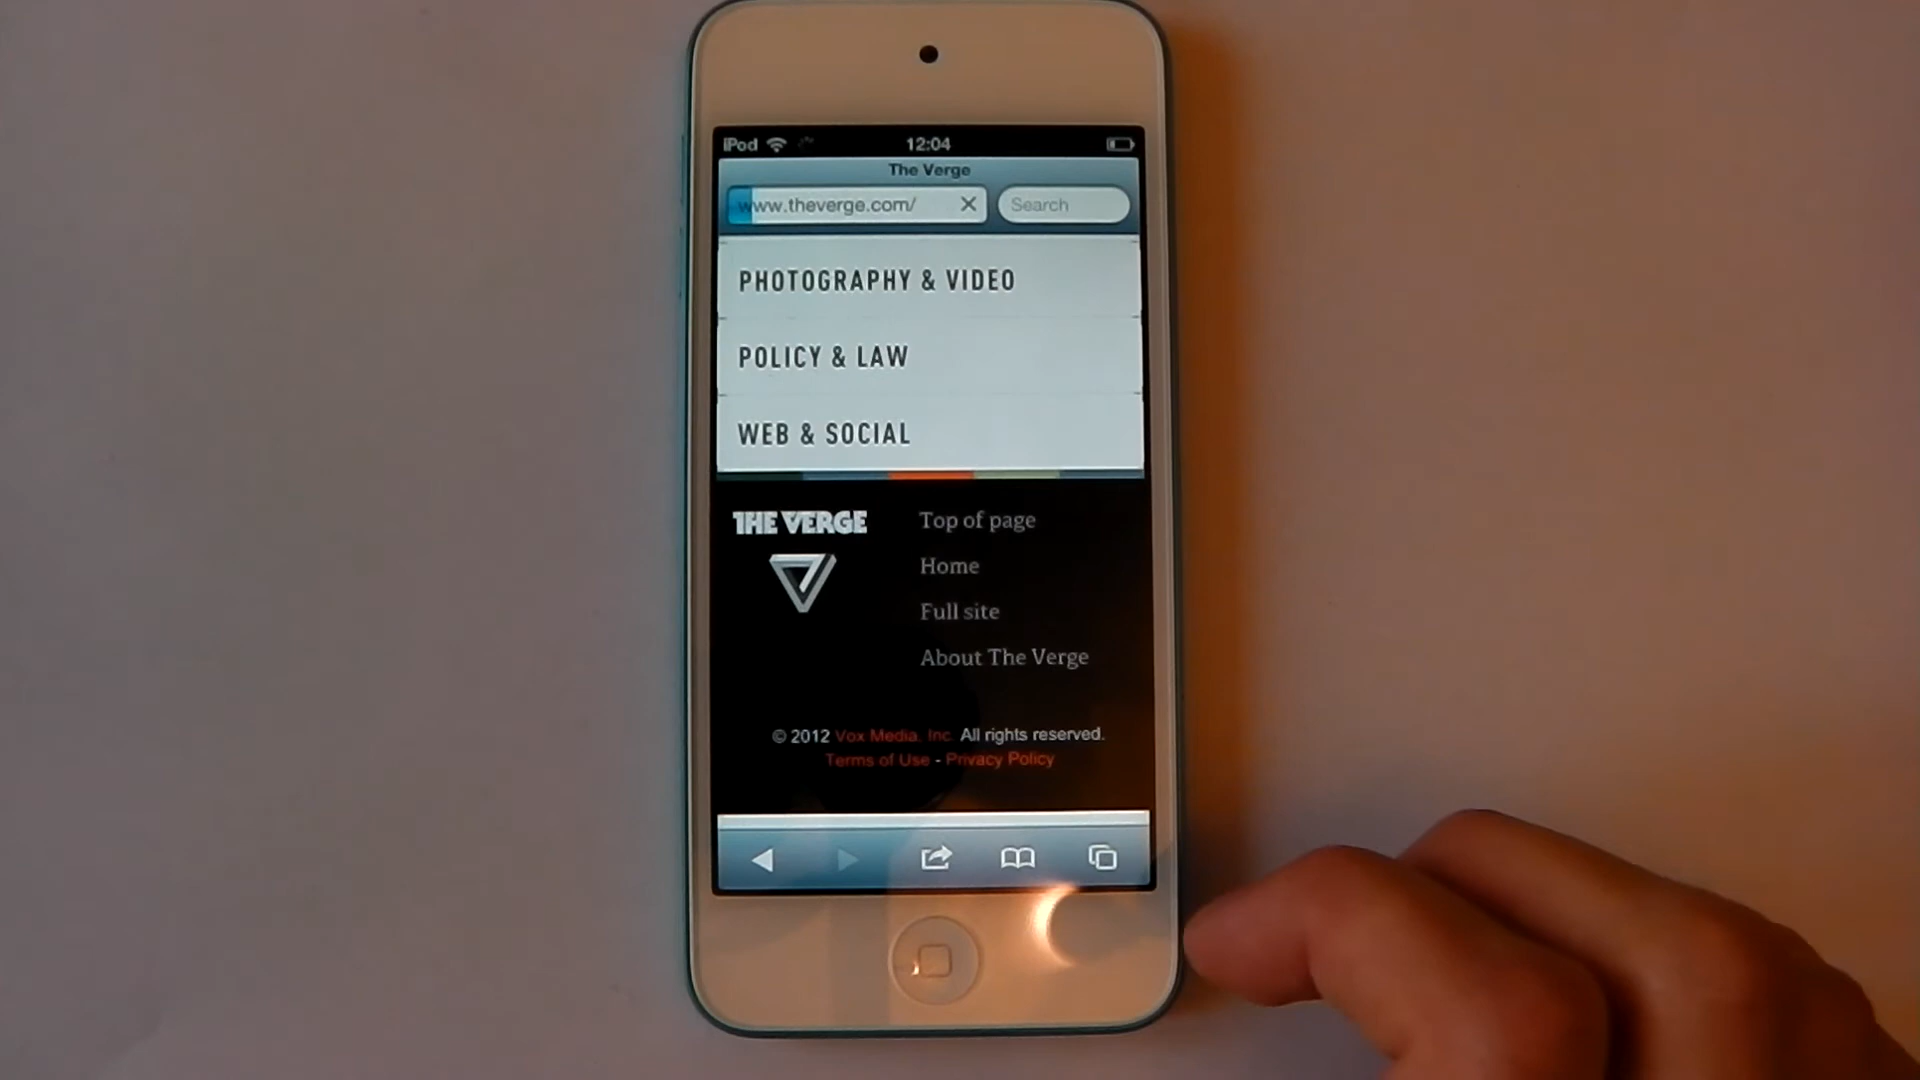 iPod 12:04
The Verge
www.theverge.com/ Search
PHOTOGRAPHY & VIDEO
POLICY & LAW
WEB & SOCIAL
THE VERGE
Top of page
Home
Full site
About The Verge
© 2012 Vox Media, Inc. All rights reserved.
Terms of Use - Privacy Policy